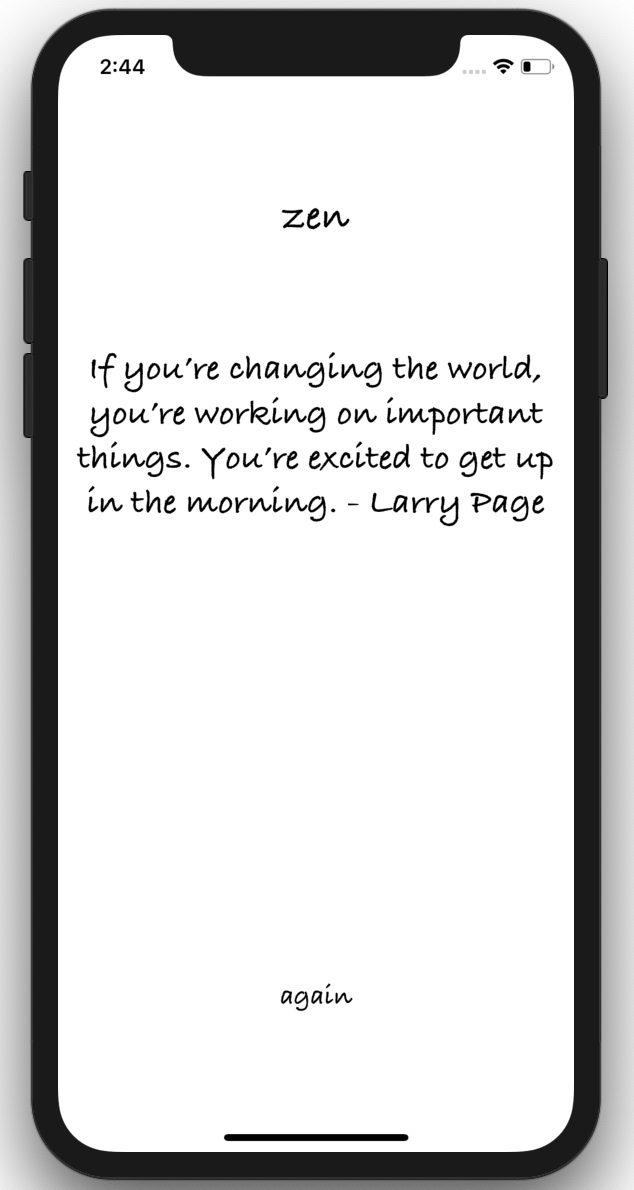 2:44
zen
If you’re changing the world,
you’re working on important
things. You’re excited to get up
in the morning. - Larry Page
again